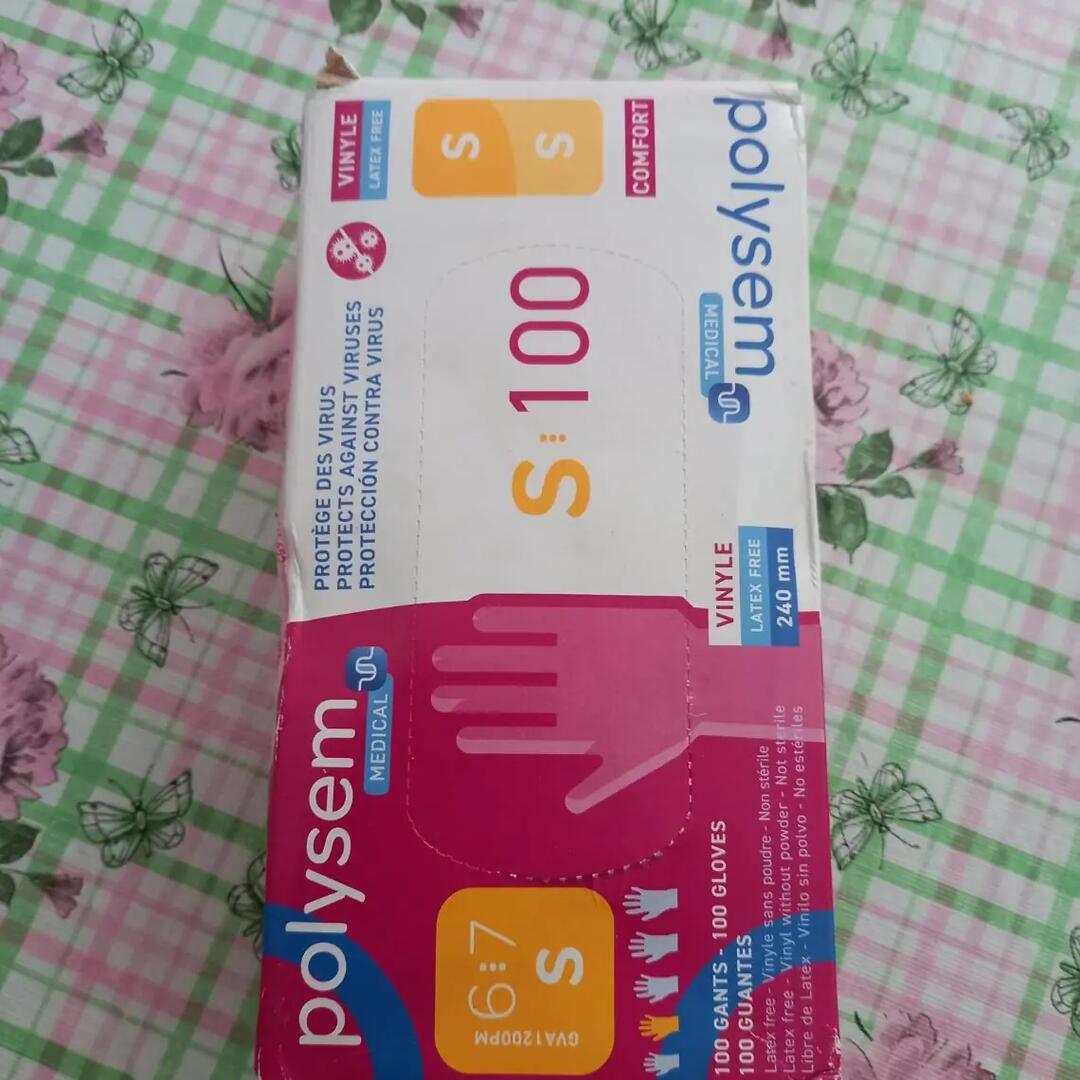 polysem
MEDICAL
PROTÈGE DES VIRUS
PROTECTS AGAINST VIRUSES
PROTECCIÓN CONTRA VIRUS
VINYLE
LATEX FREE
6:7
S
GVA1200PM
S:100
S
S
COMFORT
100 GANTS - 100 GLOVES
100 GUANTES
Latex free - Vinyle sans poudre - Non stérile
Latex free - Vinyl without powder - Not sterile
Libre de Latex - Vinilo sin polvo - No estériles
VINYLE
LATEX FREE
240 mm
polysem
MEDICAL